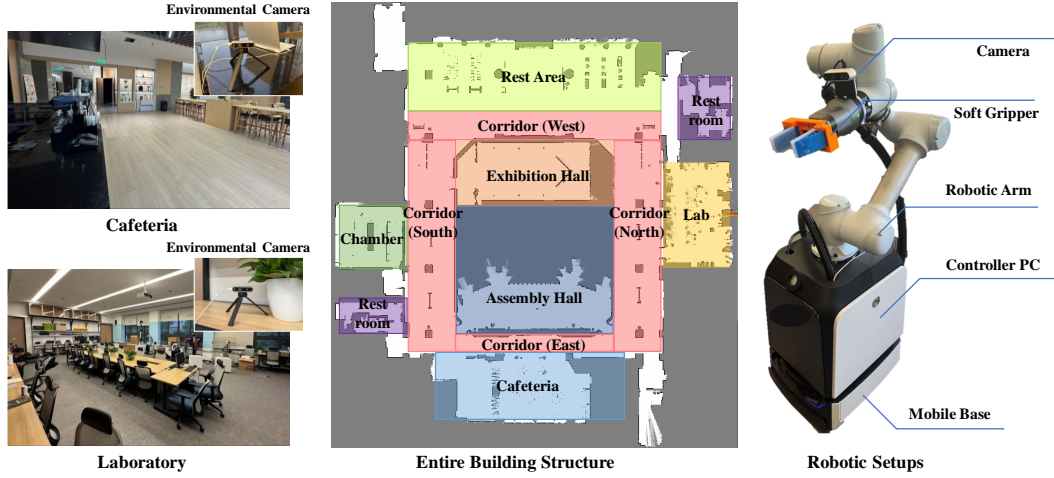 Environmental Camera
Cafeteria
Environmental Camera
Laboratory
Rest Area
Rest
room
Corridor (West)
Exhibition Hall
Corridor
(South)
Corridor
(North)
Lab
Chamber
Assembly Hall
Rest
room
Corridor (East)
Cafeteria
Entire Building Structure
Camera
Soft Gripper
Robotic Arm
Controller PC
Mobile Base
Robotic Setups